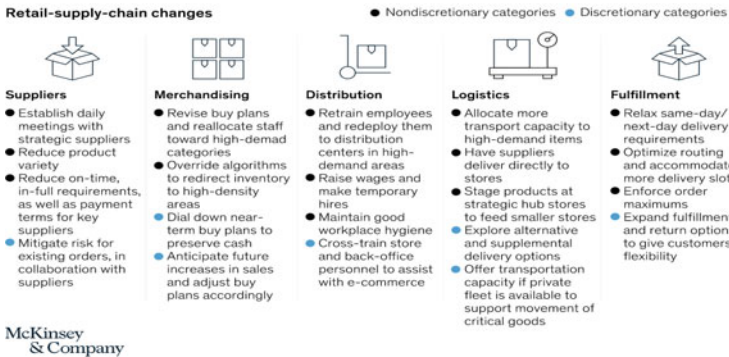 Retail-supply-chain changes
Nondiscretionary categories
Discretionary categories
Suppliers
Establish daily
meetings with
strategic suppliers
Reduce product
variety
Reduce on-time,
in-full requirements,
as well as payment
terms for key
suppliers
Mitigate risk for
existing orders, in
collaboration with
suppliers
Merchandising
Revise buy plans
and reallocate staff
toward high-demad
categories
Override algorithms
to redirect inventory
to high-density
areas
Dial down near-
term buy plans to
preserve cash
Anticipate future
increases in sales
and adjust buy
plans accordingly
Distribution
Retrain employees
and redeploy them
to distribution
centers in high-
demand areas
Raise wages and
make temporary
hires
Maintain good
workplace hygiene
Cross-train store
and back-office
personnel to assist
with e-commerce
Logistics
Allocate more
transport capacity to
high-demand items
Have suppliers
deliver directly to
stores
Stage products at
strategic hub stores
to feed smaller stores
Explore alternative
and supplemental
delivery options
Offer transportation
capacity if private
fleet is available to
support movement of
critical goods
Fulfillment
Relax same-day/
next-day delivery
requirements
Optimize routing
and accommodat
more delivery slot
Enforce order
maximums
Expand fulfillmen
and return option
to give customers
flexibility
McKinsey
& Company